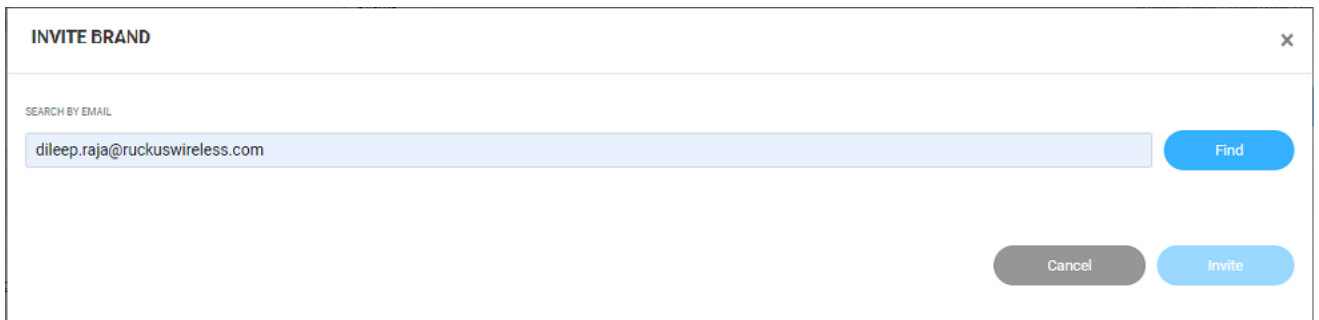 INVITE BRAND
×
SEARCH BY EMAIL
dileep.raja@ruckuswireless.com
Find
Cancel
Invite